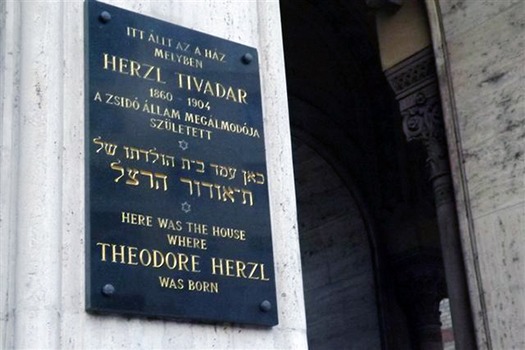 ITT ÁLLT AZ A HÁZ
MELYBEN
HERZL TIVADAR
1860 - 1904
A ZSIDÓ ÁLLAM MEGÁLMODÓJA
SZÜLETETT
כאן עמד בית הולדתו של
תיאודור הרצל
HERE WAS THE HOUSE
WHERE
THEODORE HERZL
WAS BORN